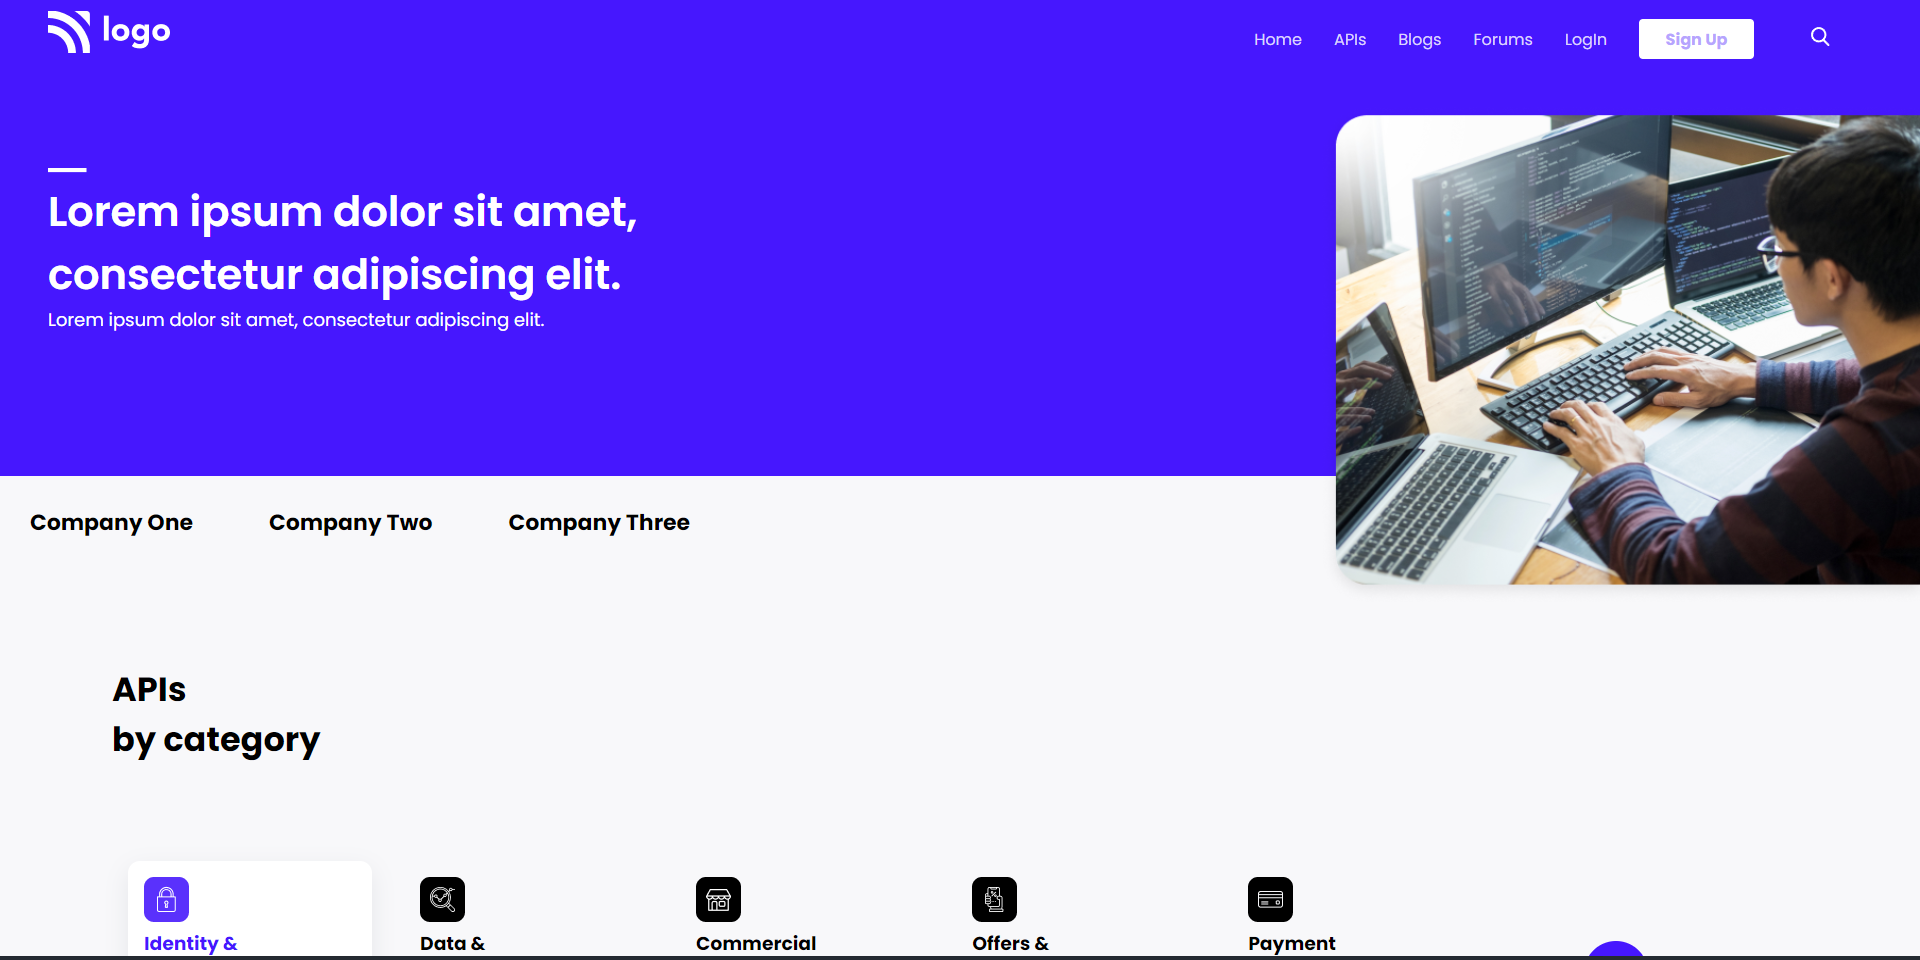 logo
Home APIs Blogs Forums LogIn Sign Up
Lorem ipsum dolor sit amet,
consectetur adipiscing elit.
Lorem ipsum dolor sit amet, consectetur adipiscing elit.
Company One Company Two Company Three
APIs
by category
Identity & Data & Commercial Offers & Payment